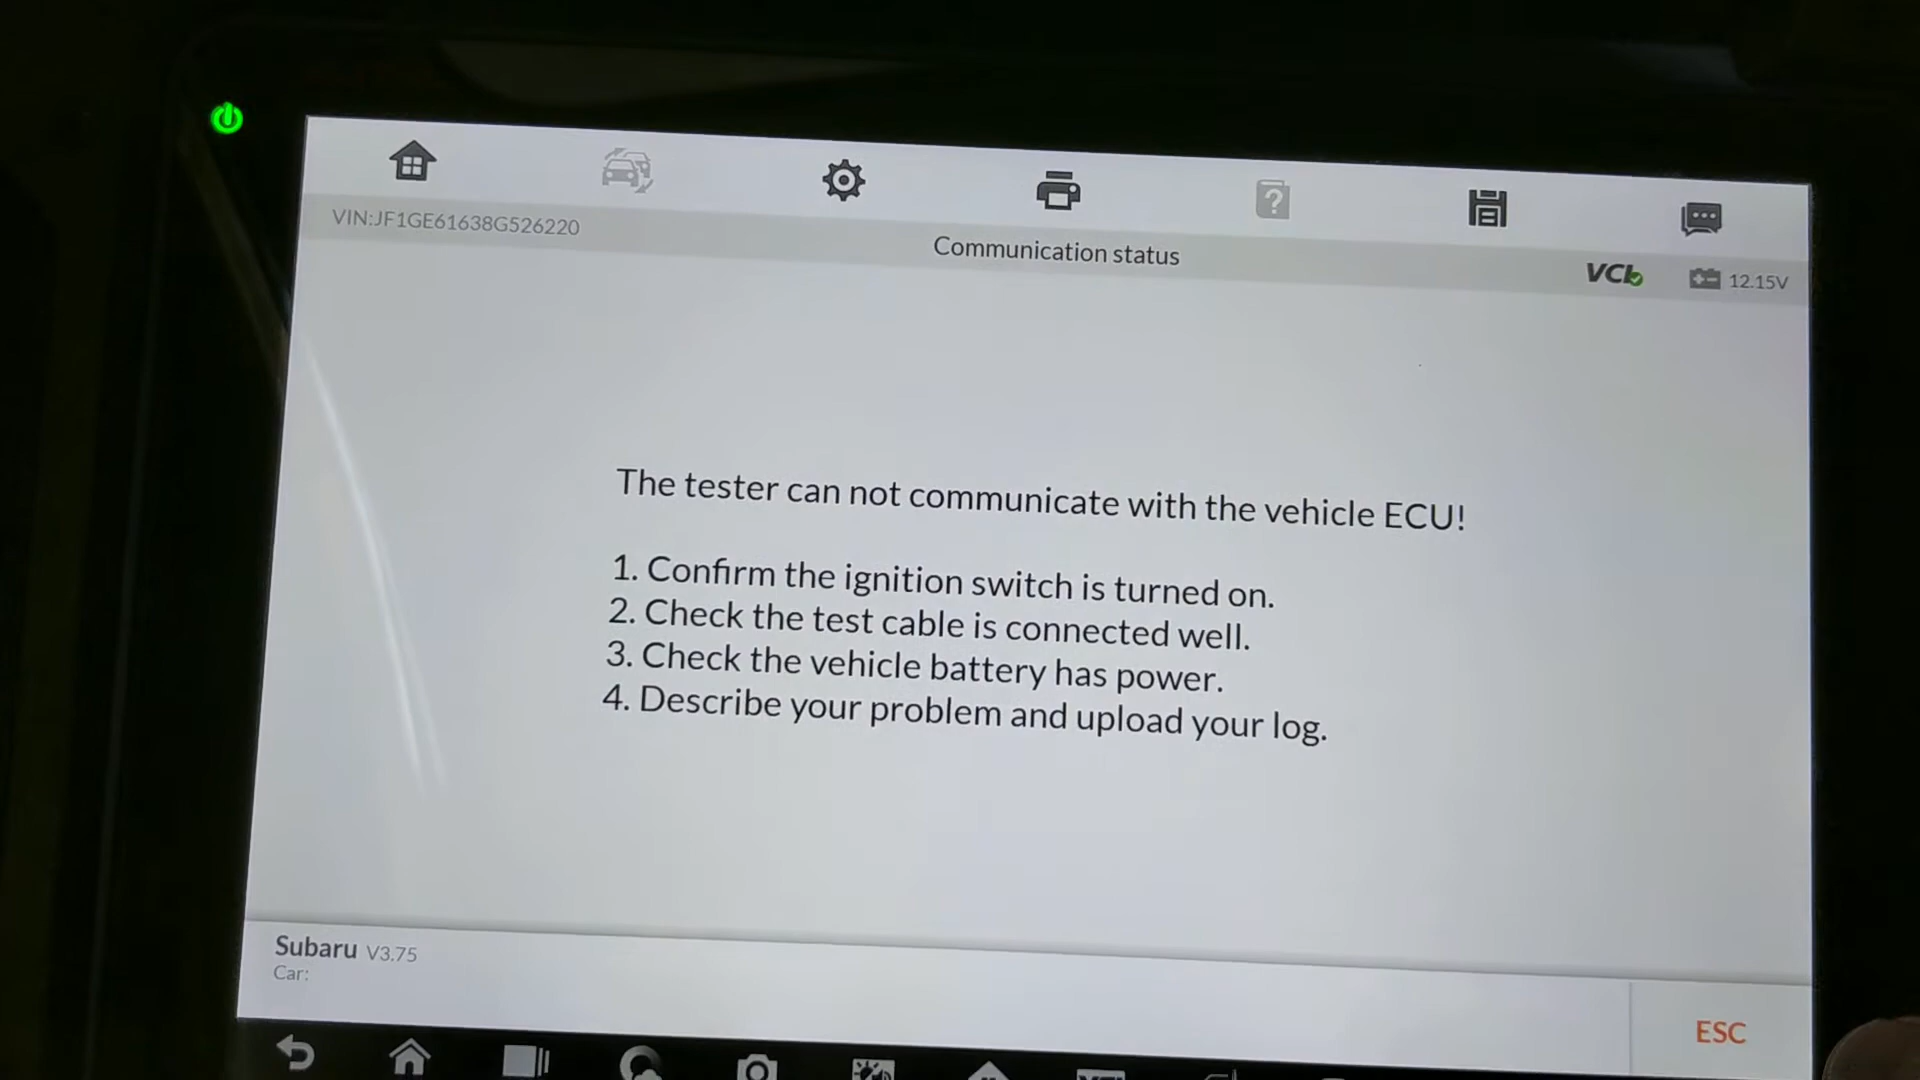 VIN:JF1GE61638G526220
Communication status
VCI
12.15V
The tester can not communicate with the vehicle ECU!
1. Confirm the ignition switch is turned on.
2. Check the test cable is connected well.
3. Check the vehicle battery has power.
4. Describe your problem and upload your log.
Subaru V3.75
Car:
ESC